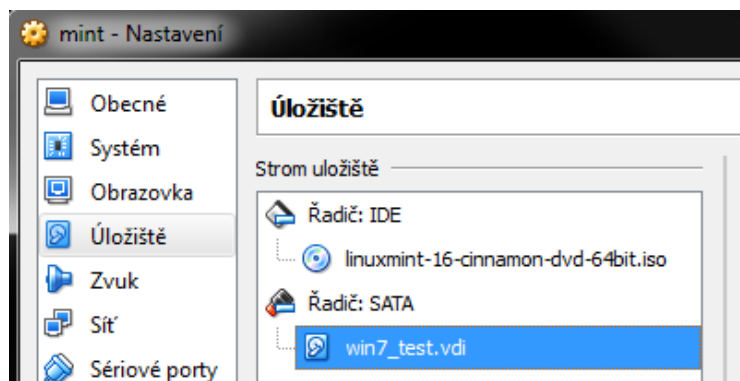 mint - Nastavení
Obecné
Systém
Obrazovka
Úložiště
Zvuk
Síť
Sériové porty
Úložiště
Strom uložiště
Řadič: IDE
linuxmint-16-cinnamon-dvd-64bit.iso
Řadič: SATA
win7_test.vdi